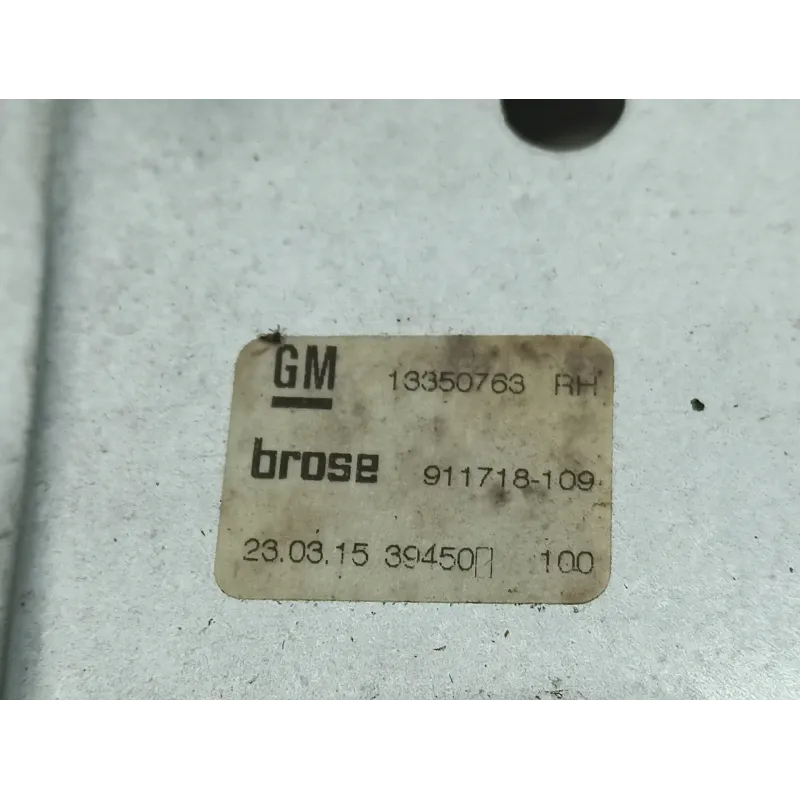 GM 13350763 RH
brose 911718-109
23.03.15 39450▯ 100